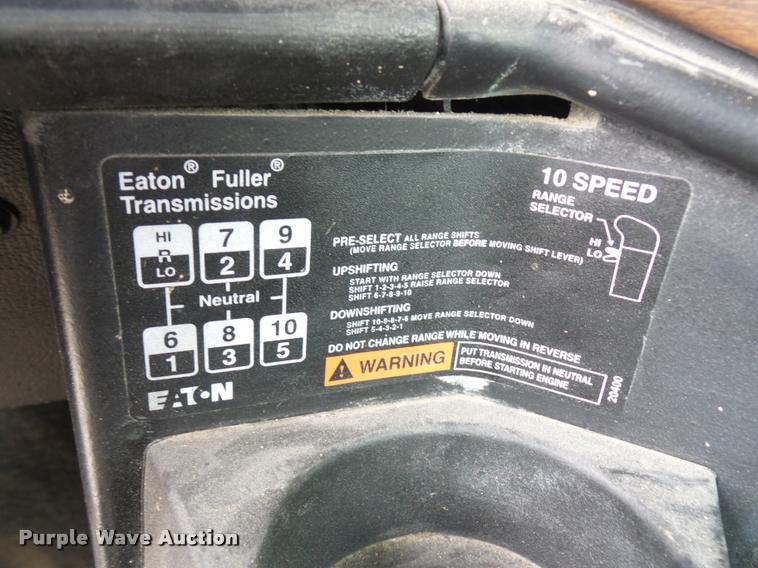 Eaton® Fuller®
Transmissions
10 SPEED
RANGE
SELECTOR
HI
LO
HI
R
LO
7
2
9
4
Neutral
6
1
8
3
10
5
EATON
PRE-SELECT ALL RANGE SHIFTS
(MOVE RANGE SELECTOR BEFORE MOVING SHIFT LEVER)
UPSHIFTING
START WITH RANGE SELECTOR DOWN
SHIFT 1-2-3-4-5 RAISE RANGE SELECTOR
SHIFT 6-7-8-9-10
DOWNSHIFTING
SHIFT 10-9-8-7-6 MOVE RANGE SELECTOR DOWN
SHIFT 5-4-3-2-1
DO NOT CHANGE RANGE WHILE MOVING IN REVERSE
WARNING
PUT TRANSMISSION IN NEUTRAL
BEFORE STARTING ENGINE
20400
Purple Wave Auction®